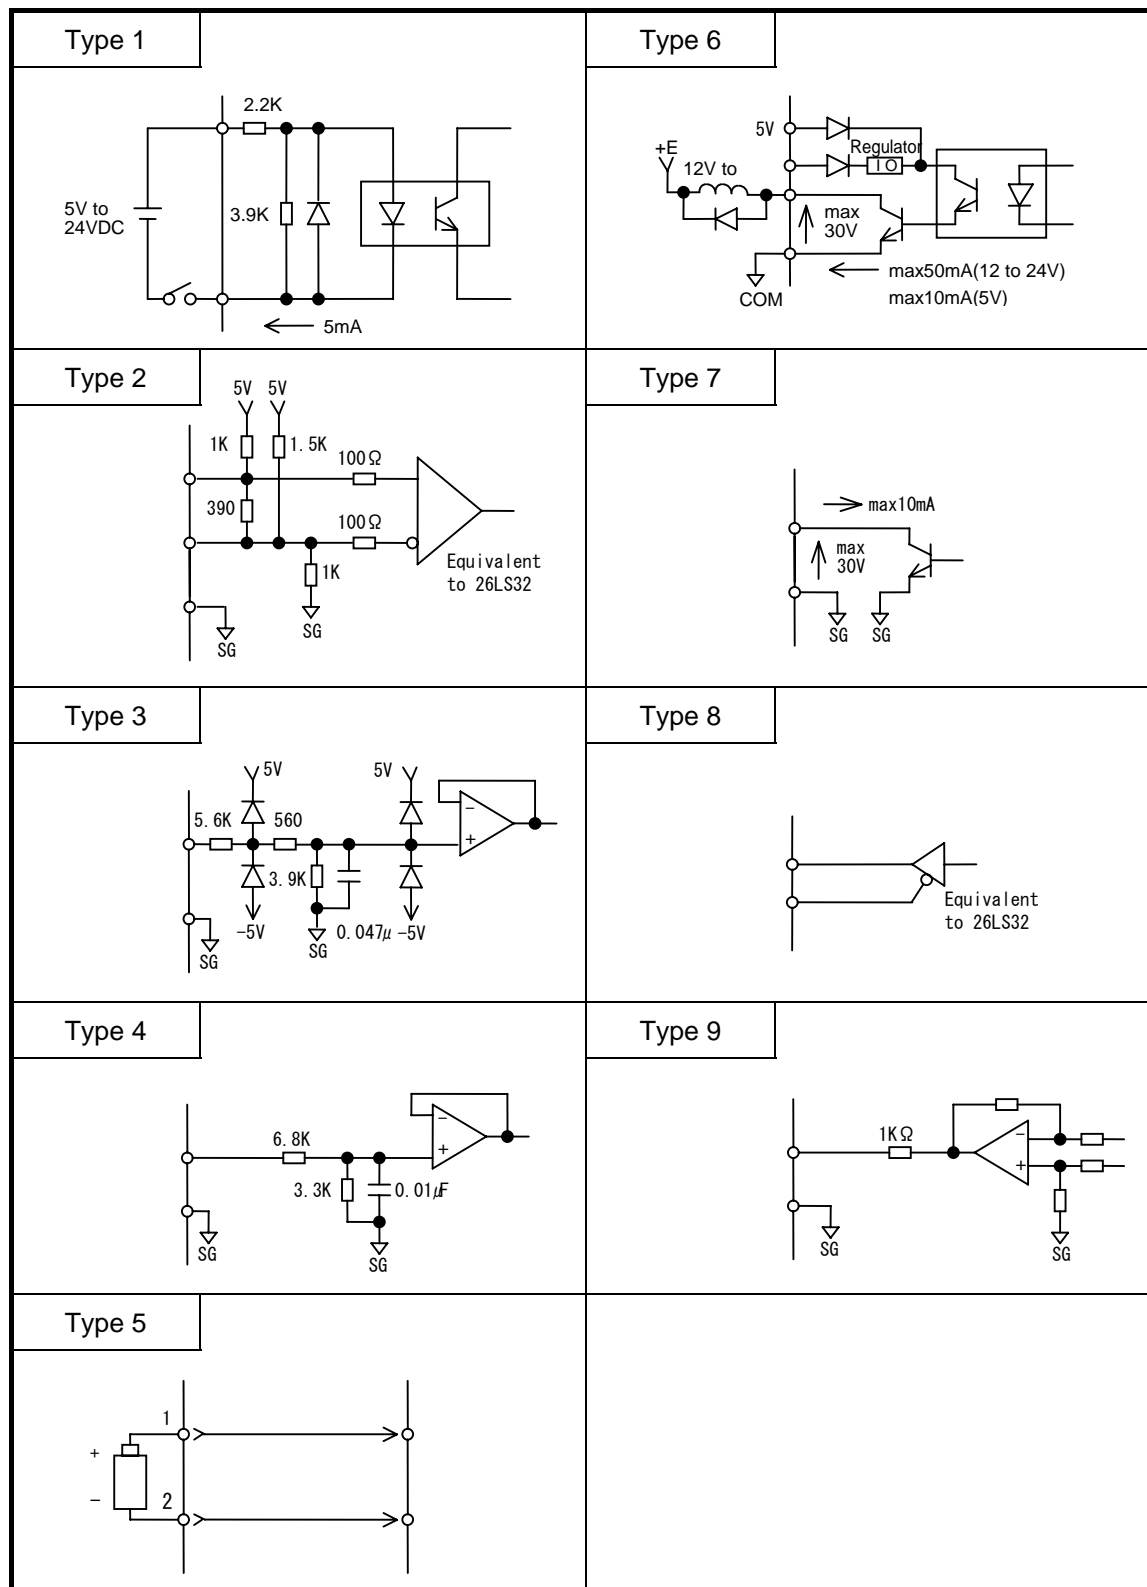 Type 1
2.2K
3.9K
5V to
24VDC
5mA
Type 6
5V
Regulator
I O
+E
12V to
max
30V
COM
max50mA(12 to 24V)
max10mA(5V)
Type 2
5V 5V
1K
1.5K
100Ω
390
100Ω
1K
Equivalent
to 26LS32
SG
SG
Type 7
max10mA
max
30V
SG SG
Type 3
5V
5V
5.6K
560
−
+
3.9K
−5V
0.047μ
−5V
SG
SG
Type 8
Equivalent
to 26LS32
Type 4
−
+
6.8K
3.3K
0.01μF
SG
SG
Type 9
1KΩ
−
+
SG
SG
Type 5
1
+
−
2